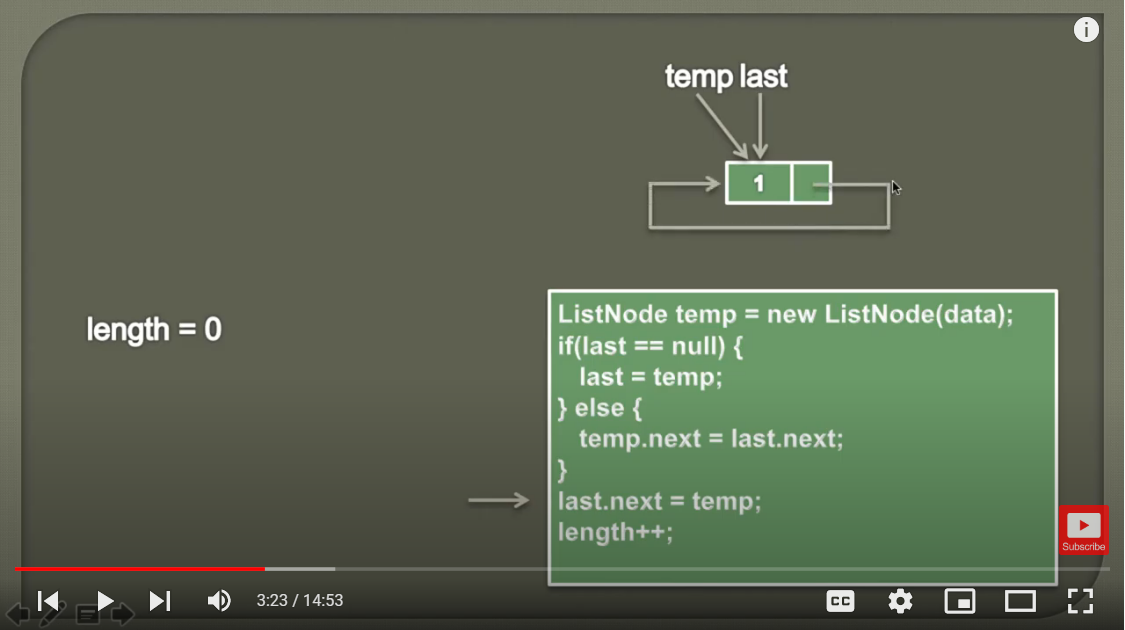 temp last
1
length = 0
ListNode temp = new ListNode(data);
if(last == null) {
last = temp;
} else {
temp.next = last.next;
}
last.next = temp;
length++;
Subscribe
3:23 / 14:53
CC